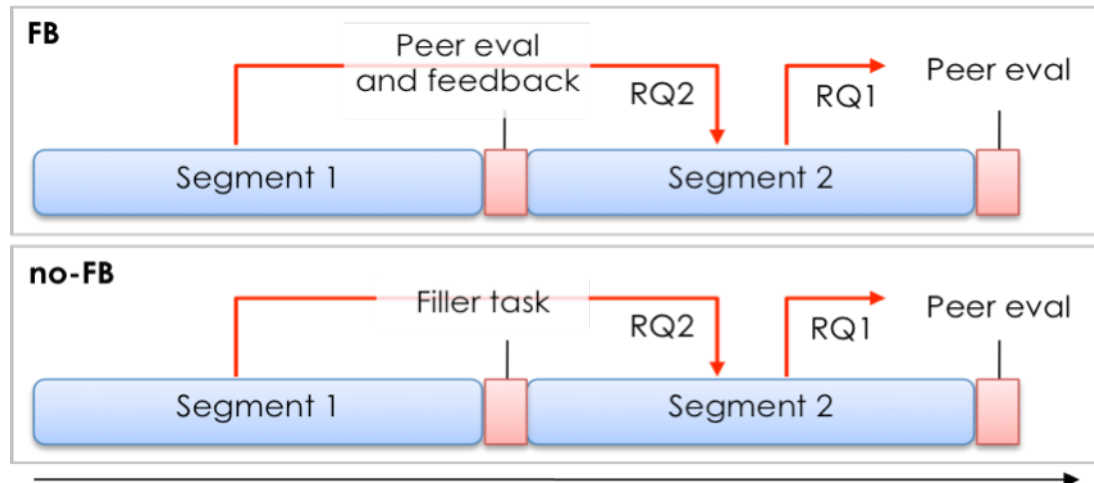 FB
Peer eval
and feedback
RQ2
RQ1
Peer eval
Segment 1
Segment 2
no-FB
Filler task
RQ2
RQ1
Peer eval
Segment 1
Segment 2